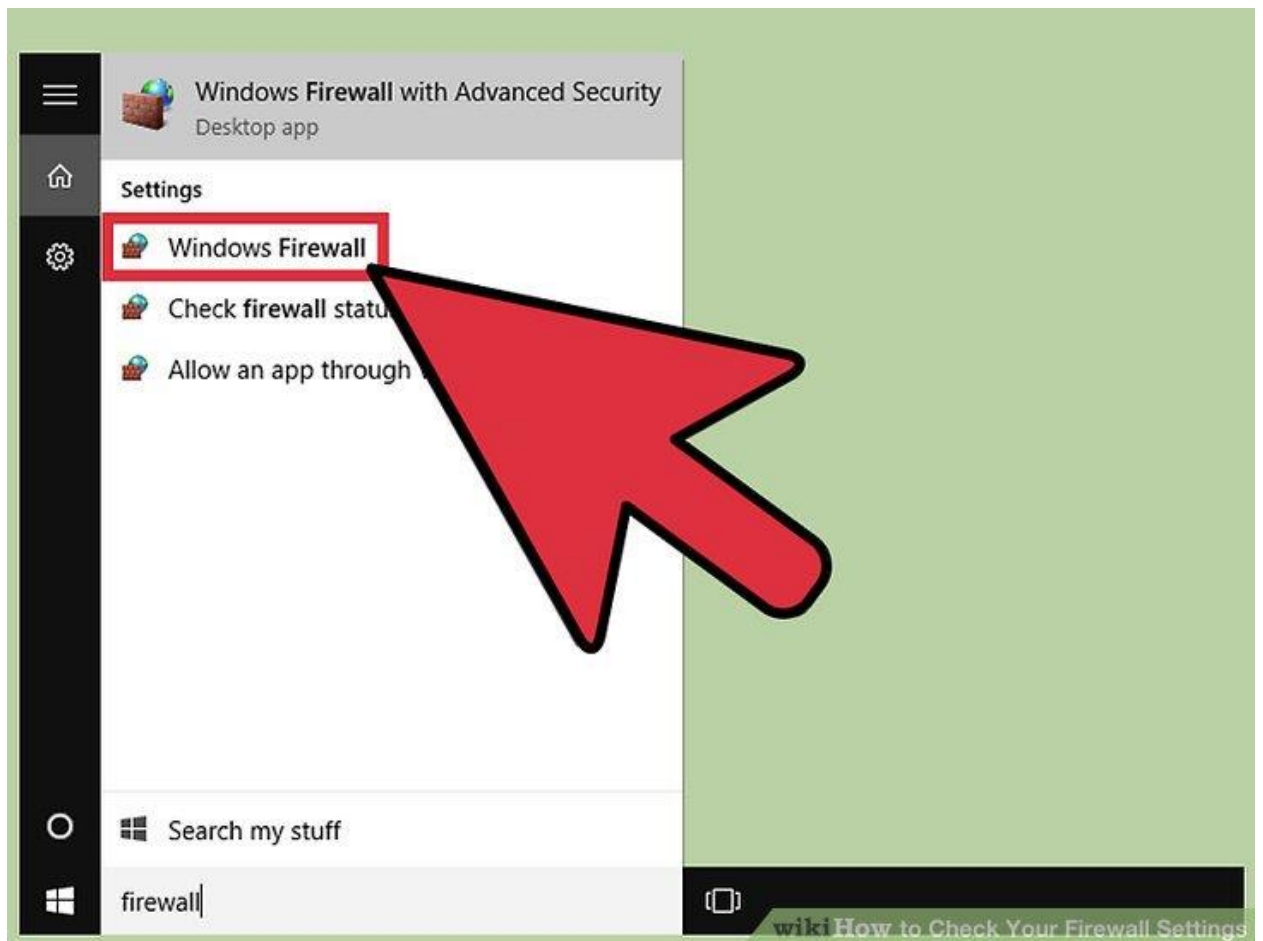 Windows Firewall with Advanced Security
Desktop app
Settings
Windows Firewall
Check firewall
Allow an app through
Search my stuff
firewall
wikiHow to Check Your Firewall Settings